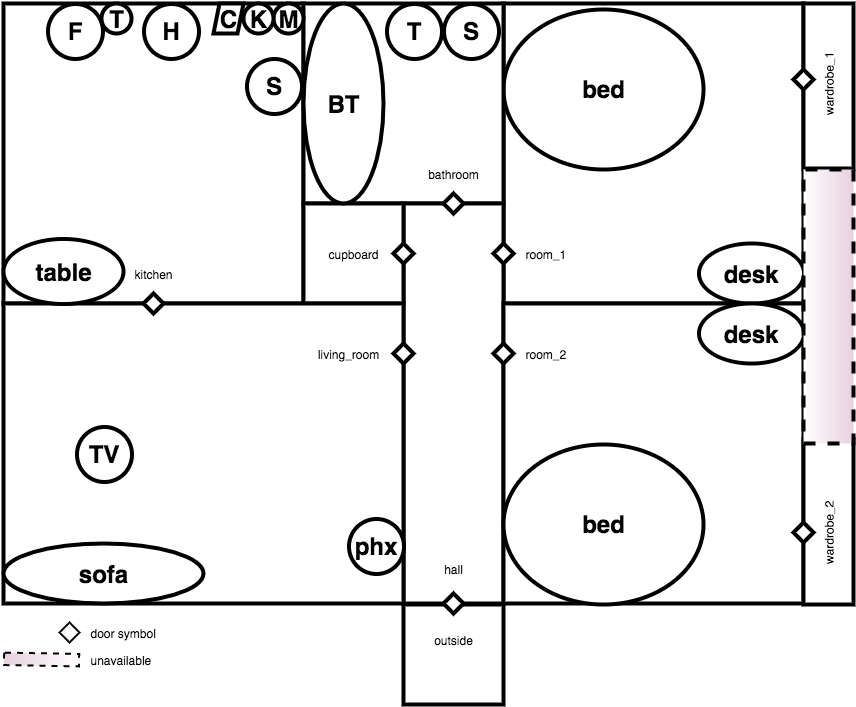 F
T
H
C
K
M
T
S
S
BT
bed
wardrobe_1
bathroom
cupboard
room_1
table
kitchen
desk
desk
living_room
room_2
TV
bed
wardrobe_2
phx
sofa
hall
door symbol
outside
unavailable